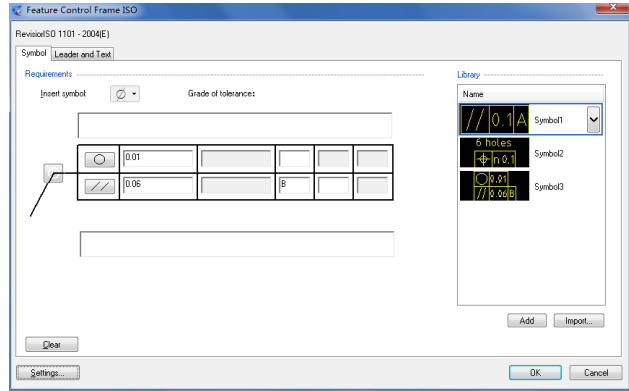 Feature Control Frame ISO
RevisiorISO 1101 - 2004(E)
Symbol Leader and Text
Requirements
Insert symbol: Grade of tolerance:
0.01
// 0.06 B
Library
Name
// 0.1 A Symbol1
6 holes
n 0.1 Symbol2
0.01
// 0.06 B Symbol3
Add Import...
Clear
Settings... OK Cancel